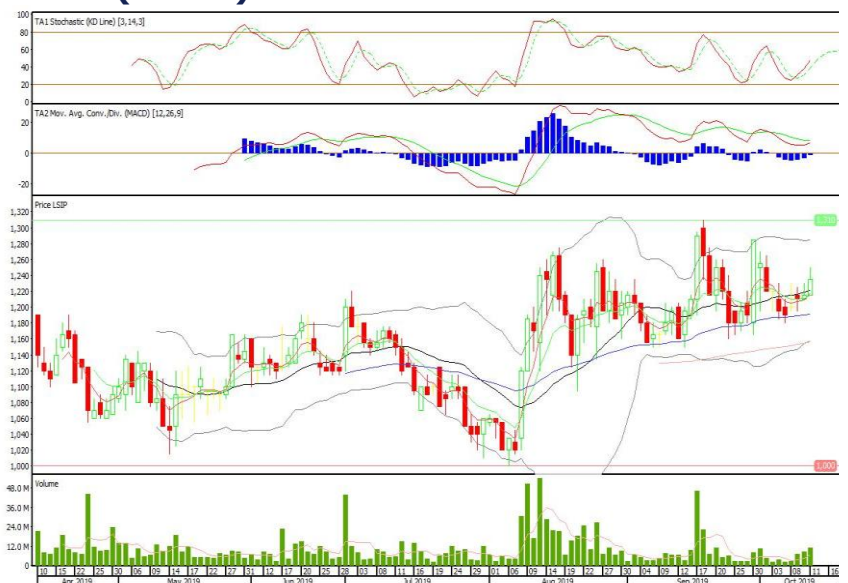 100
TA1 Stochastic (KD Line) [3,14,3]
80
60
40
20
0
TA2 Mov. Avg. Conv./Div. (MACD) [12,26,9]
20
0
-20
Price LSIP
1,320
1,310
1,300
1,280
1,260
1,240
1,220
1,200
1,180
1,160
1,140
1,120
1,100
1,080
1,060
1,040
1,020
1,000
1,000
Volume
48.0 M
36.0 M
24.0 M
12.0 M
0
10 15 22 25 30 06 09 14 17 22 27 31 12 17 20 25 28 03 08 11 16 19 24 29 01 06 09 14 19 22 27 30 04 09 12 17 20 25 30 03 08 11 16
Apr 2019 May 2019 Jun 2019 Jul 2019 Aug 2019 Sep 2019 Oct 2019